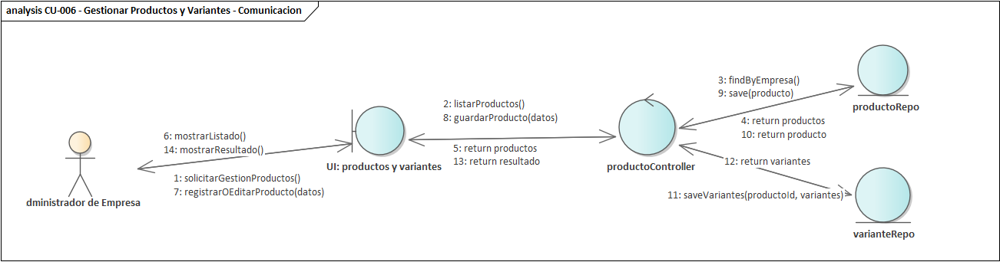 analysis CU-006 - Gestionar Productos y Variantes - Comunicacion
3: findByEmpresa()
9: save(producto)
productoRepo
2: listarProductos()
8: guardarProducto(datos)
4: return productos
10: return producto
6: mostrarListado()
14: mostrarResultado()
5: return productos
13: return resultado
UI: productos y variantes
productoController
12: return variantes
1: solicitarGestionProductos()
7: registrarOEditarProducto(datos)
dministrador de Empresa
11: saveVariantes(productoId, variantes)
varianteRepo